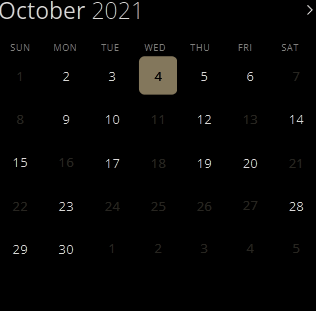 October 2021
SUN MON TUE WED THU FRI SAT
1 2 3 4 5 6 7
8 9 10 11 12 13 14
15 16 17 18 19 20 21
22 23 24 25 26 27 28
29 30 1 2 3 4 5